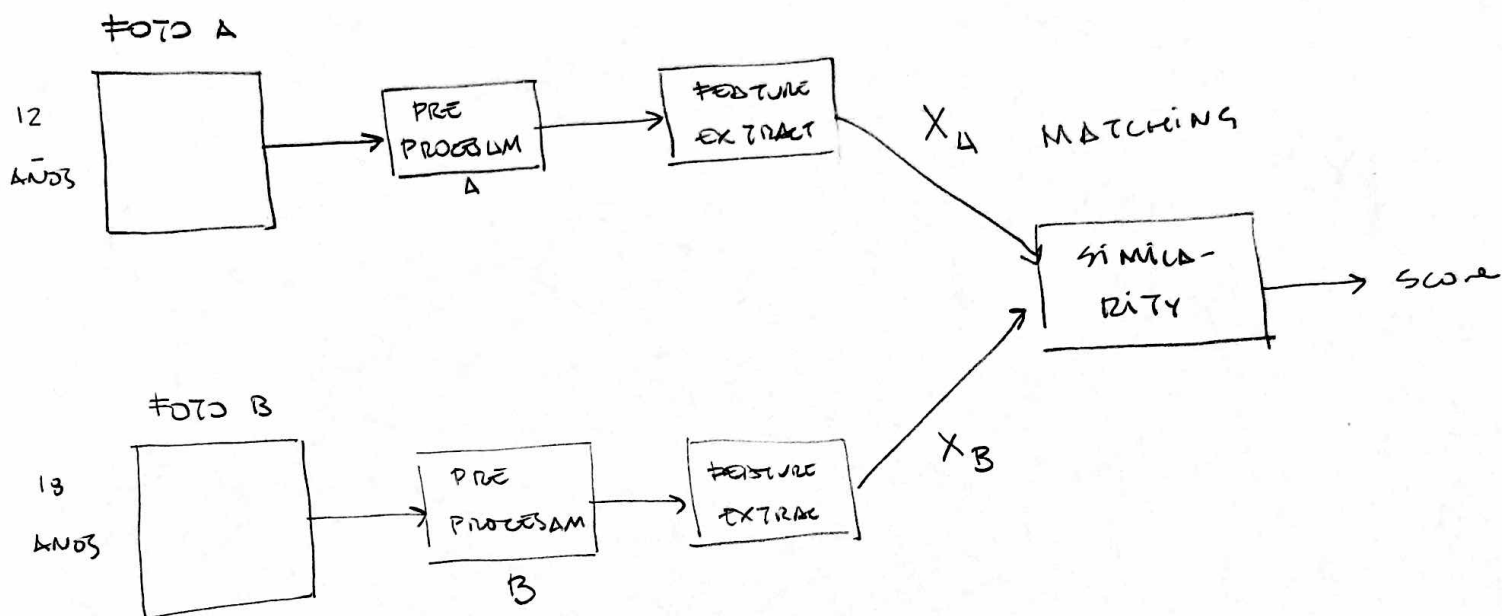 FOTO A
12
AÑOS
PRE
PROCESAM
A
FEATURE
EXTRACT
XA
MATCHING
SIMILA-
RITY
score
FOTO B
AÑOS
PRE
PROCESAM
B
FEATURE
EXTRAC
XB